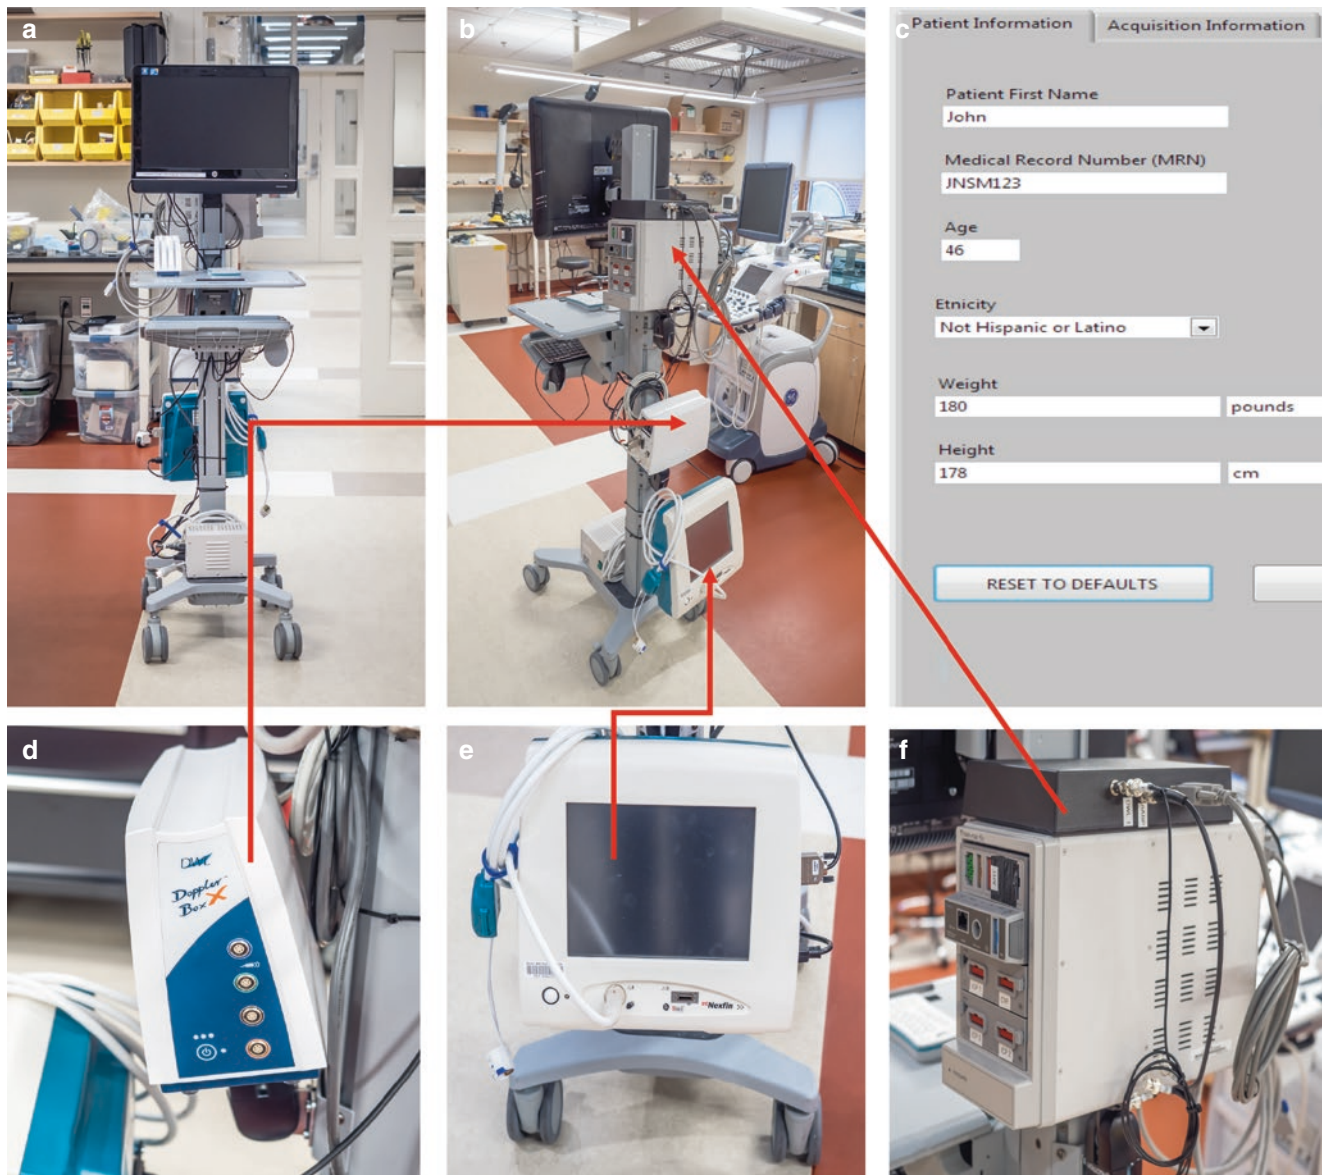 a
b
c
Patient Information
Acquisition Information
Patient First Name
John
Medical Record Number (MRN)
JNSM123
Age
46
Etnicity
Not Hispanic or Latino
Weight
180
pounds
Height
178
cm
RESET TO DEFAULTS
d
DWL
Doppler
Box X
e
Nexfin
f